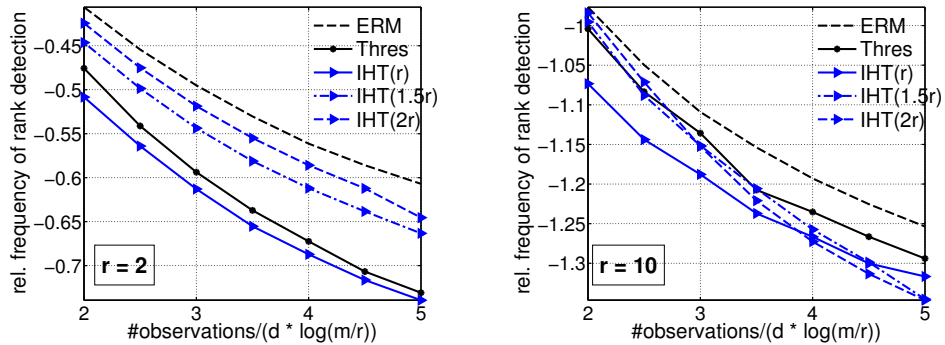 rel. frequency of rank detection
−0.45
−0.5
−0.55
−0.6
−0.65
−0.7
2
3
4
5
#observations/(d * log(m/r))
r = 2
ERM
Thres
IHT(r)
IHT(1.5r)
IHT(2r)
rel. frequency of rank detection
−1
−1.05
−1.1
−1.15
−1.2
−1.25
−1.3
2
3
4
5
#observations/(d * log(m/r))
r = 10
ERM
Thres
IHT(r)
IHT(1.5r)
IHT(2r)